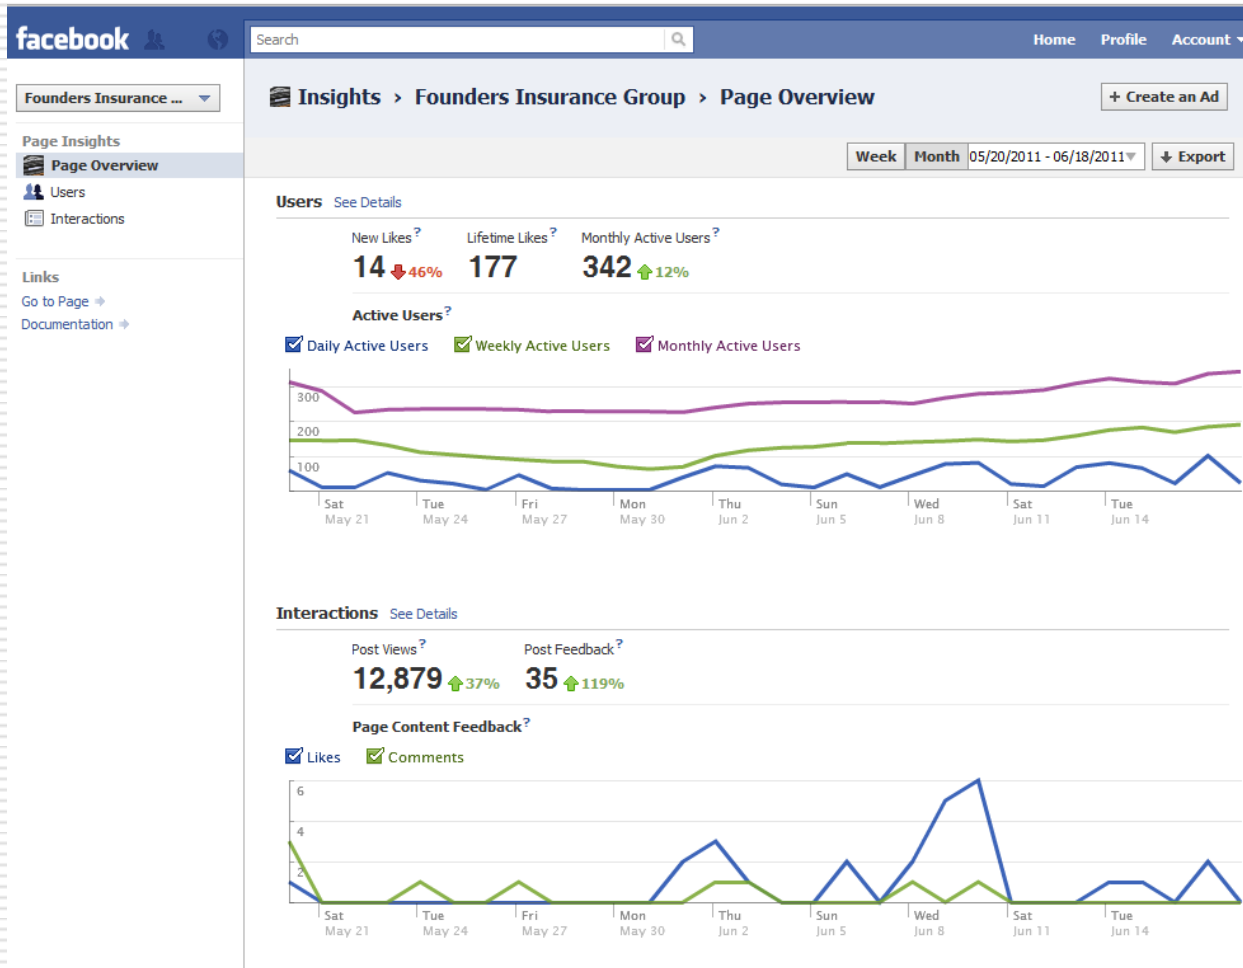 facebook
Search
Home Profile Account
Founders Insurance ...
Insights › Founders Insurance Group › Page Overview
+ Create an Ad
Page Insights
Page Overview
Users
Interactions
Links
Go to Page
Documentation
Week Month 05/20/2011 - 06/18/2011 Export
Users See Details
New Likes? Lifetime Likes? Monthly Active Users?
14 46% 177 342 12%
Active Users?
Daily Active Users Weekly Active Users Monthly Active Users
300
200
100
Sat Tue Fri Mon Thu Sun Wed Sat Tue
May 21 May 24 May 27 May 30 Jun 2 Jun 5 Jun 8 Jun 11 Jun 14
Interactions See Details
Post Views? Post Feedback?
12,879 37% 35 119%
Page Content Feedback?
Likes Comments
6
4
2
Sat Tue Fri Mon Thu Sun Wed Sat Tue
May 21 May 24 May 27 May 30 Jun 2 Jun 5 Jun 8 Jun 11 Jun 14